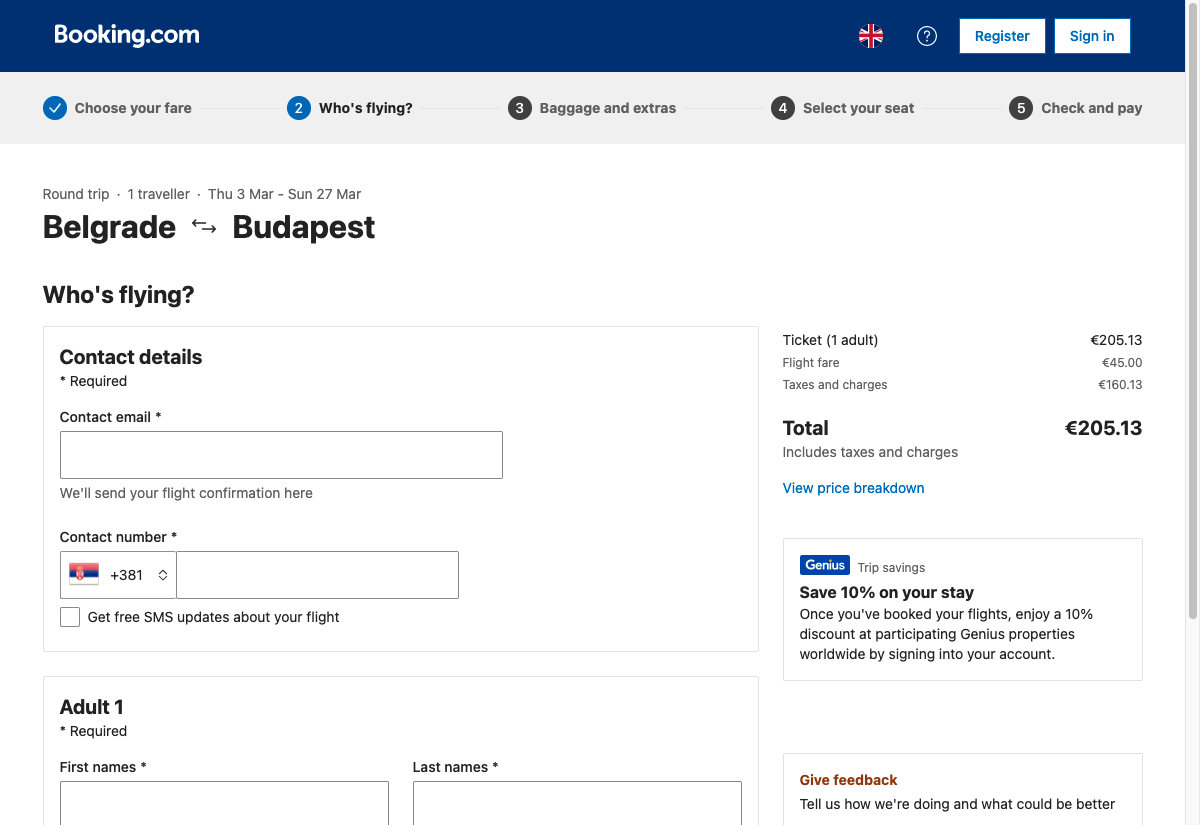 Booking.com
Register
Sign in
Choose your fare
2 Who's flying?
3 Baggage and extras
4 Select your seat
5 Check and pay
Round trip · 1 traveller · Thu 3 Mar - Sun 27 Mar
Belgrade Budapest
Who's flying?
Contact details
* Required
Contact email *
We'll send your flight confirmation here
Contact number *
+381
Get free SMS updates about your flight
Adult 1
* Required
First names *
Last names *
Ticket (1 adult) €205.13
Flight fare €45.00
Taxes and charges €160.13
Total €205.13
Includes taxes and charges
View price breakdown
Genius Trip savings
Save 10% on your stay
Once you've booked your flights, enjoy a 10%
discount at participating Genius properties
worldwide by signing into your account.
Give feedback
Tell us how we're doing and what could be better